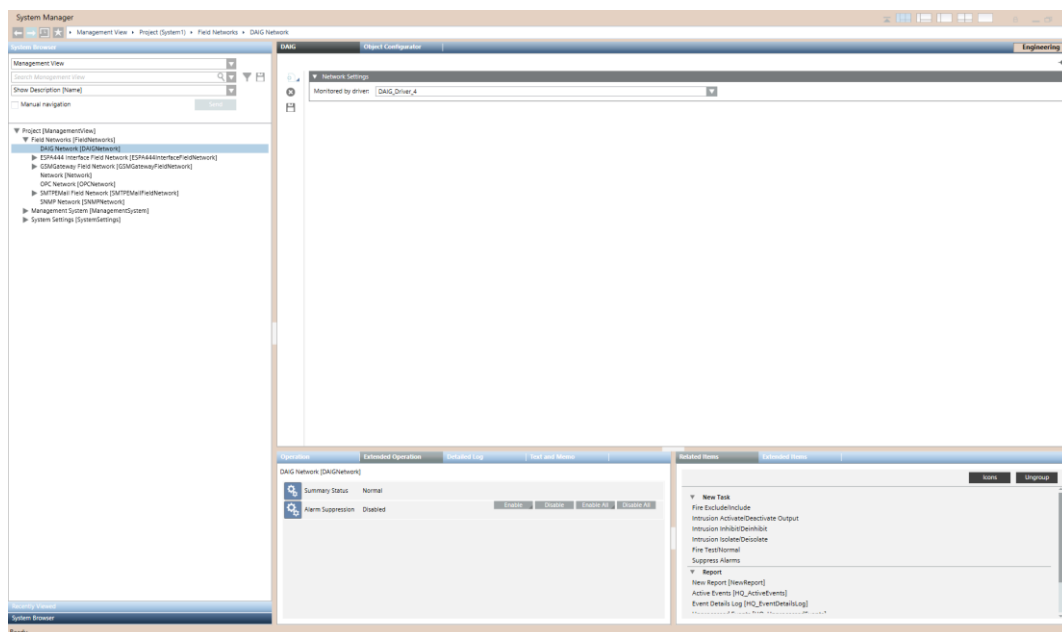 System Manager
Management View ▸ Project (System1) ▸ Field Networks ▸ DAIG Network
System Browser
Management View
Search Management View
Show Description [Name]
Manual navigation
Send
Project [ManagementView]
Field Networks [FieldNetworks]
DAIG Network [DAIGNetwork]
ESPA444 Interface Field Network [ESPA444InterfaceFieldNetwork]
GSMGateway Field Network [GSMGatewayFieldNetwork]
Network [Network]
OPC Network [OPCNetwork]
SMTPEMail Field Network [SMTPEMailFieldNetwork]
SNMP Network [SNMPNetwork]
Management System [ManagementSystem]
System Settings [SystemSettings]
Recently Viewed
System Browser
Ready
DAIG
Object Configurator
Engineering
Network Settings
Monitored by driver: DAIG_Driver_4
Operation
Extended Operation
Detailed Log
Text and Memo
DAIG Network [DAIGNetwork]
Summary Status Normal
Alarm Suppression Disabled
Enable
Disable
Enable All
Disable All
Related Items
Extended Items
Icons
Ungroup
New Task
Fire Exclude/Include
Intrusion Activate/Deactivate Output
Intrusion Inhibit/Deinhibit
Intrusion Isolate/Deisolate
Fire Test/Normal
Suppress Alarms
Report
New Report [NewReport]
Active Events [HQ_ActiveEvents]
Event Details Log [HQ_EventDetailsLog]